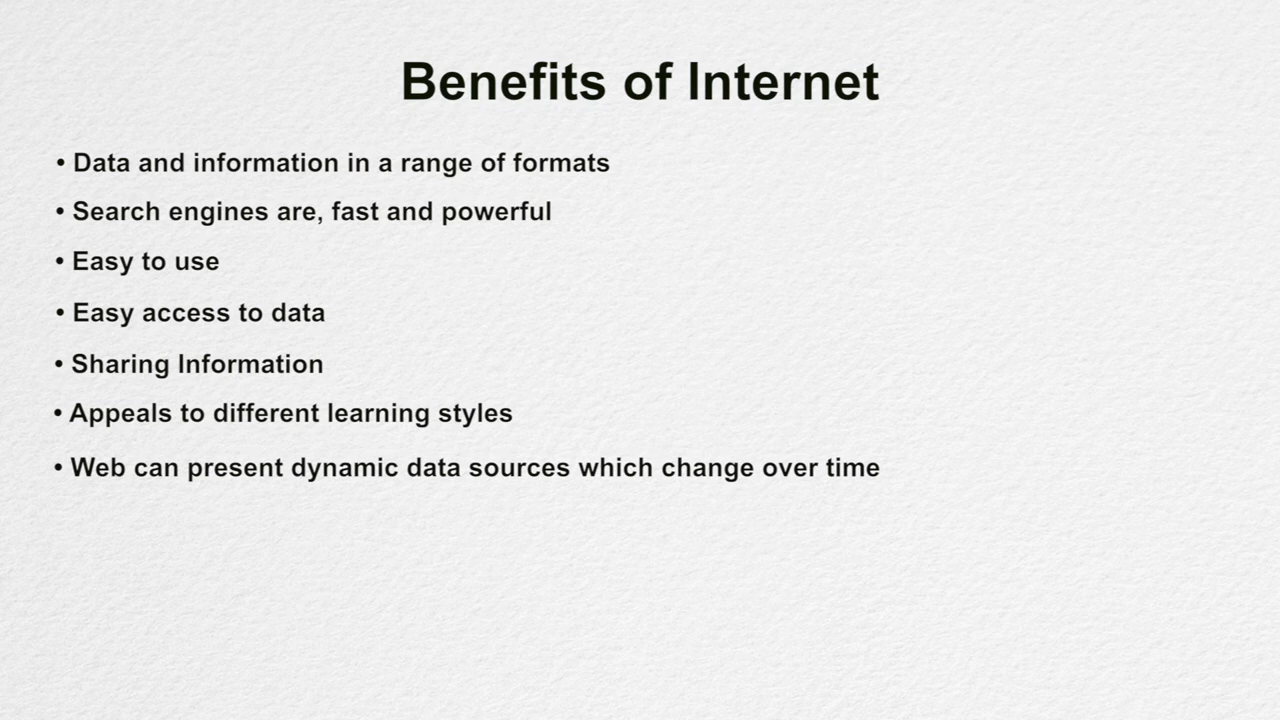 Benefits of Internet
• Data and information in a range of formats
• Search engines are, fast and powerful
• Easy to use
• Easy access to data
• Sharing Information
• Appeals to different learning styles
• Web can present dynamic data sources which change over time